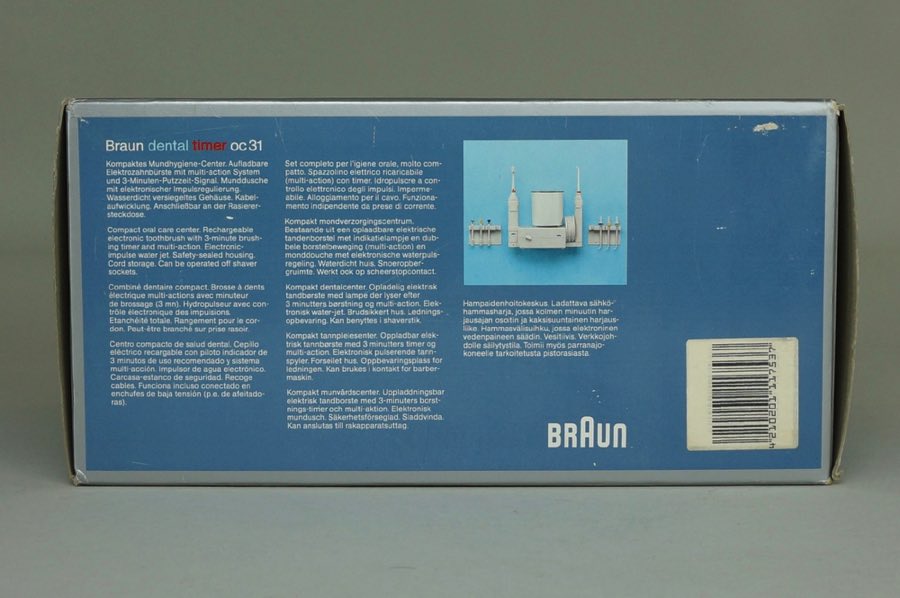 Braun dental timer oc 31
Kompaktes Mundhygiene-Center. Aufladbare
Elektrozahnbürste mit multi-action System
und 3-Minuten-Putzzeit-Signal. Munddusche
mit elektronischer Impulsregulierung.
Wasserdicht versiegeltes Gehäuse. Kabel-
aufwicklung. Anschließbar an der Rasierer-
steckdose.
Compact oral care center. Rechargeable
electronic toothbrush with 3-minute brush-
ing timer and multi-action. Electronic-
impulse water jet. Safety-sealed housing.
Cord storage. Can be operated off shaver
sockets.
Combiné dentaire compact. Brosse à dents
électrique multi-actions avec minuteur
de brossage (3 mn). Hydropulseur avec con-
trôle électronique des impulsions.
Etanchéité totale. Rangement pour le cor-
don. Peut-être branché sur prise rasoir.
Centro compacto de salud dental. Cepillo
eléctrico recargable con piloto indicador de
3 minutos de uso recomendado y sistema
multi-acción. Impulsor de agua electrónico.
Carcasa-estanco de seguridad. Recoge
cables. Funciona incluso conectado en
enchufes de baja tensión (p.e. de afeitado-
ras).
Set completo per l'igiene orale, molto com-
patto. Spazzolino elettrico ricaricabile
(multi-action) con timer. Idropulsore a con-
trollo elettronico degli impulsi. Imperme-
abile. Alloggiamento per il cavo. Funziona-
mento indipendente da prese di corrente.
Kompakt mondverzorgingscentrum.
Bestaande uit een oplaadbare elektrische
tandenborstel met indikatielampje en dub-
bele borstelbeweging (multi-action) en
monddouche met elektronische waterpuls-
regeling. Waterdicht huis. Snoeropber-
gruimte. Werkt ook op scheerstopcontact.
Kompakt dentalcenter. Opladelig elektrisk
tandbørste med lampe der lyser efter
3 minutters børstning og multi-action. Elek-
tronisk water-jet. Brudsikkert hus. Lednings-
opbevaring. Kan benyttes i shaverstik.
Kompakt tannpleiesenter. Oppladbar elek-
trisk tannbørste med 3 minutters timer og
multi-action. Elektronisk pulserende tann-
spyler. Forseilet hus. Oppbevaringsplass for
ledningen. Kan brukes i kontakt for barber-
maskin.
Kompakt munvårdscenter. Uppladdningsbar
elektrisk tandborste med 3-minuters borst-
nings-timer och multi-aktion. Elektronisk
mundusch. Säkerhetsförseglad. Sladdvinda.
Kan anslutas till rakapparatsuttag.
Hampaidenhoitokeskus. Ladattava sähkö-
hammasharja, jossa kolmen minuutin har-
jausajan osoitin ja kaksisuuntainen harjaus-
liike. Hammasvälisuihku, jossa elektroninen
vedenpaineen säädin. Vesitiivis. Verkkojoh-
dolle säilytystila. Toimii myös parranajo-
koneelle tarkoitetusta pistorasiasta.
BRAUN
4 210201 117537